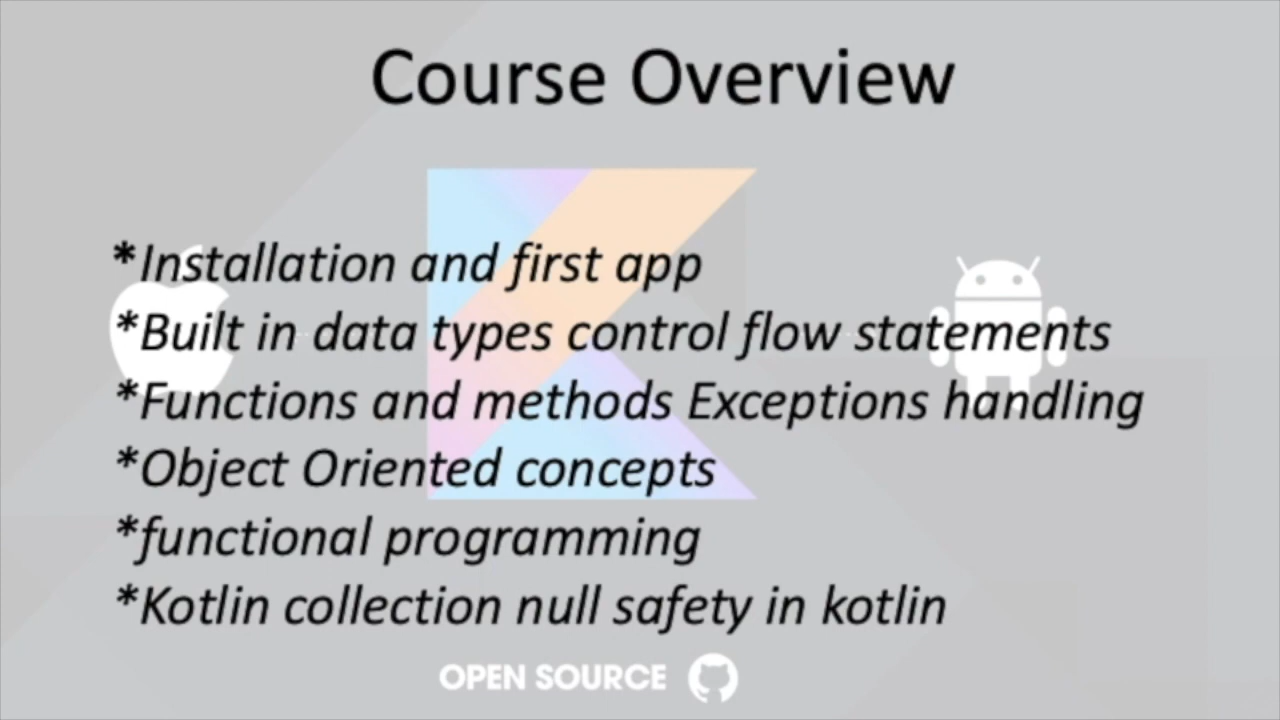 Course Overview
*Installation and first app
*Built in data types control flow statements
*Functions and methods Exceptions handling
*Object Oriented concepts
*functional programming
*Kotlin collection null safety in kotlin
OPEN SOURCE